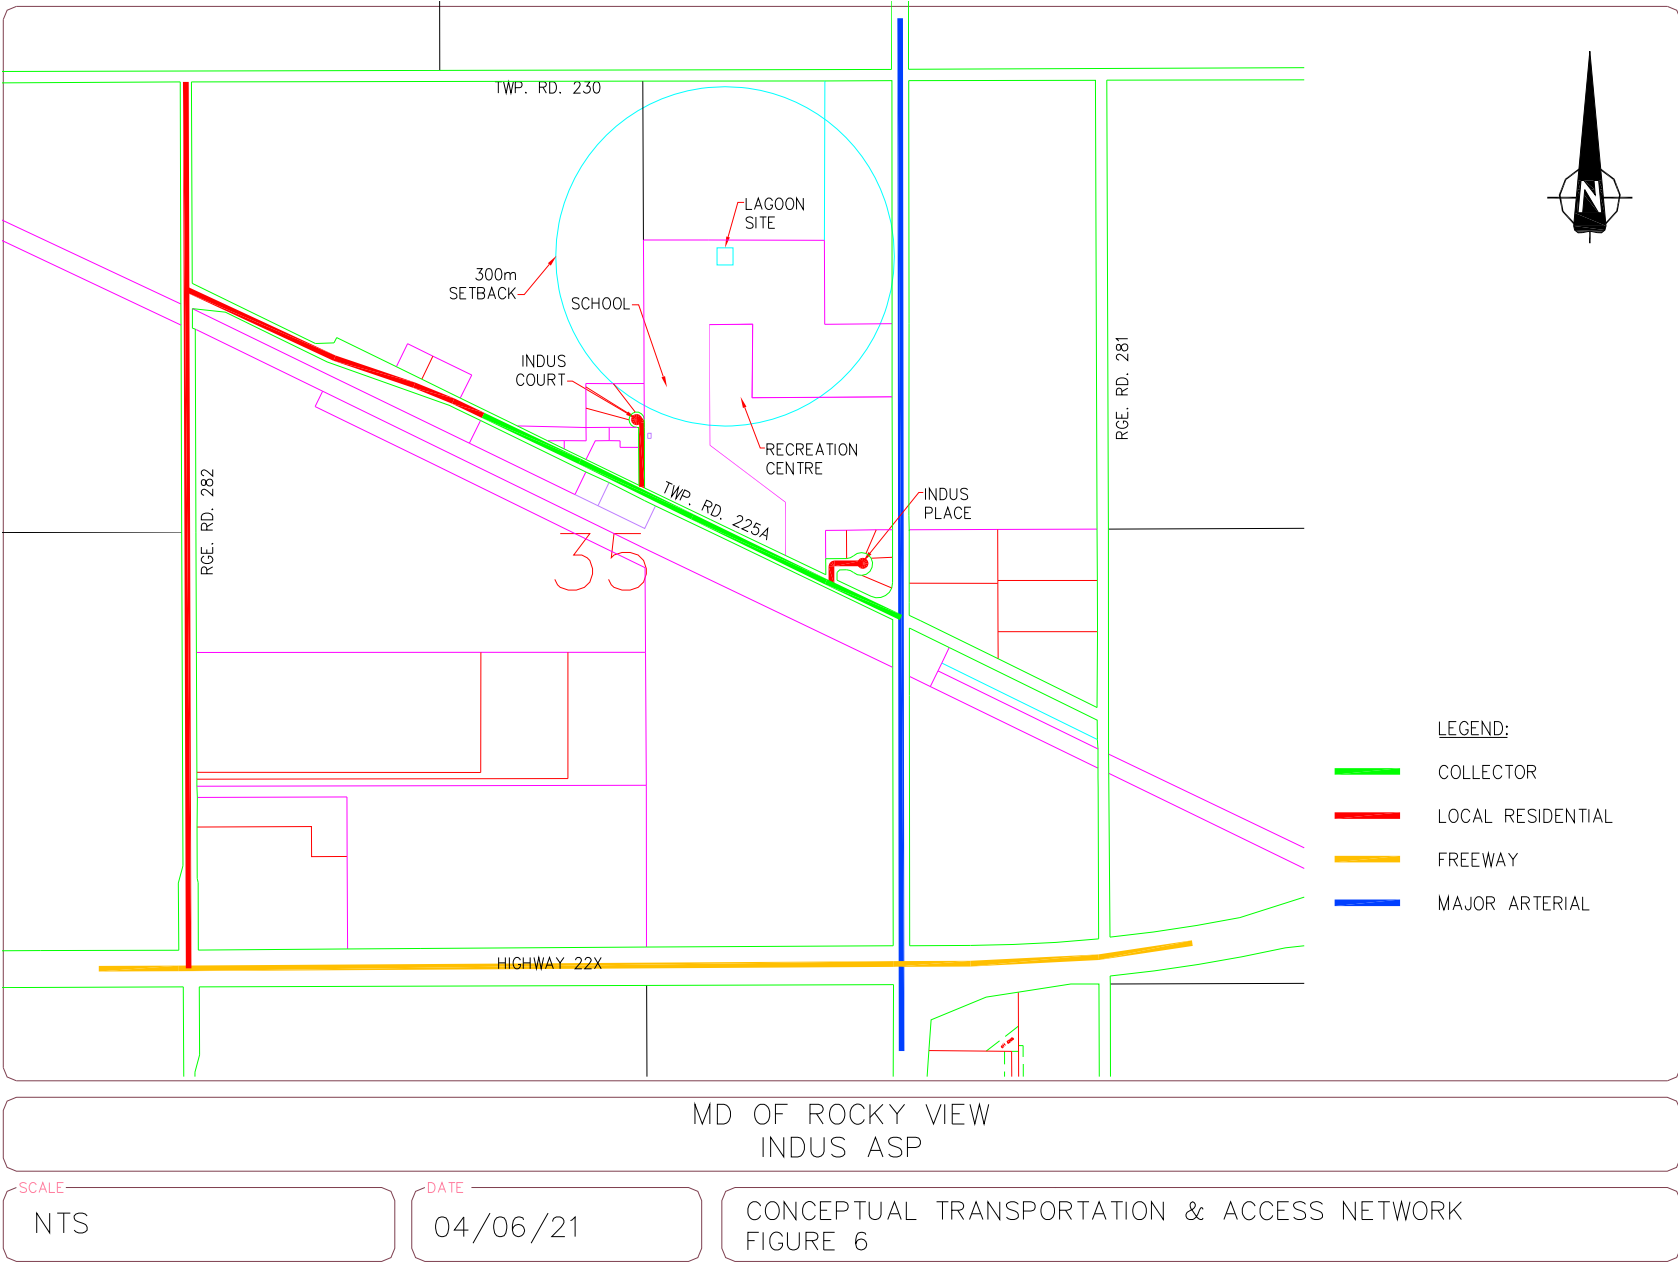 TWP. RD. 230
N
LAGOON
SITE
300m
SETBACK
SCHOOL
INDUS
COURT
RGE. RD. 281
RECREATION
CENTRE
RGE. RD. 282
TWP. RD. 225A
INDUS
PLACE
35
LEGEND:
COLLECTOR
LOCAL RESIDENTIAL
FREEWAY
MAJOR ARTERIAL
HIGHWAY 22X
MD OF ROCKY VIEW
INDUS ASP
SCALE
NTS
DATE
04/06/21
CONCEPTUAL TRANSPORTATION & ACCESS NETWORK
FIGURE 6